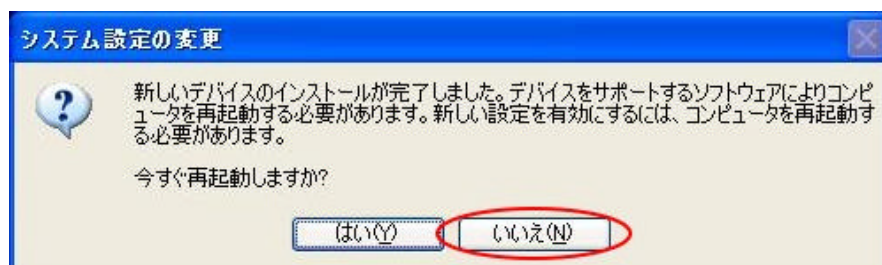 システム設定の変更
新しいデバイスのインストールが完了しました。デバイスをサポートするソフトウェアによりコンピ
ュータを再起動する必要があります。新しい設定を有効にするには、コンピュータを再起動す
る必要があります。
今すぐ再起動しますか?
はい(Y) いいえ(N)